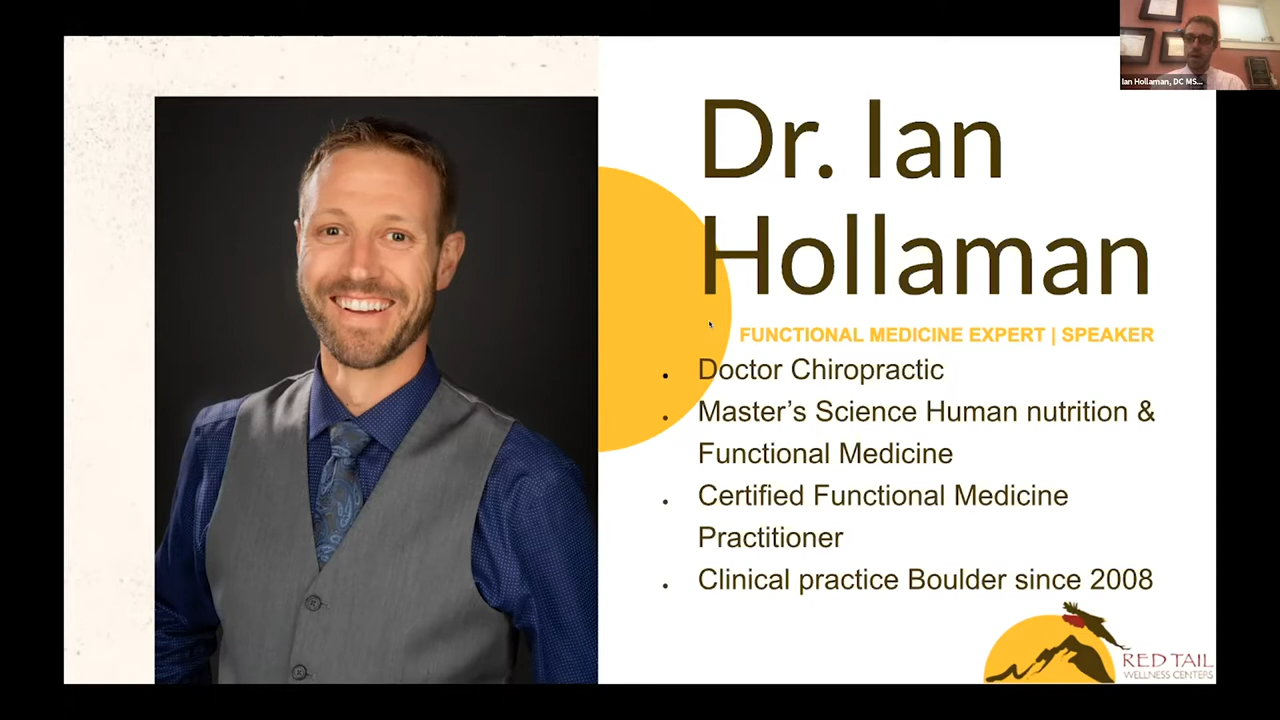 Ian Hollaman, DC MS...
Dr. Ian
Hollaman
FUNCTIONAL MEDICINE EXPERT | SPEAKER
• Doctor Chiropractic
• Master’s Science Human nutrition &
Functional Medicine
• Certified Functional Medicine
Practitioner
• Clinical practice Boulder since 2008
RED TAIL
WELLNESS CENTERS